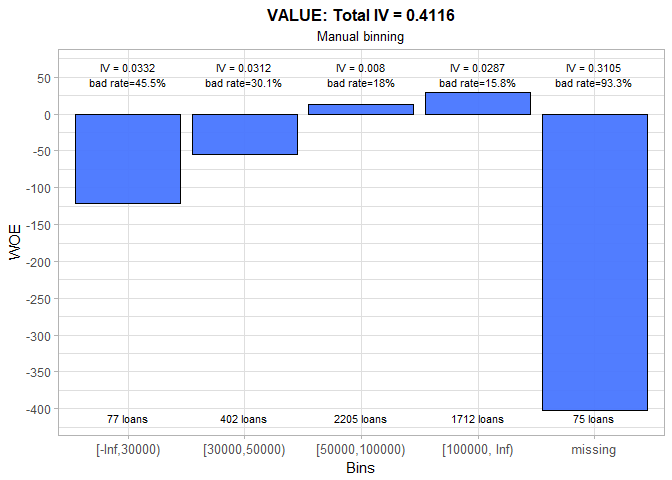 VALUE: Total IV = 0.4116
Manual binning
IV = 0.0332 IV = 0.0312 IV = 0.008 IV = 0.0287 IV = 0.3105
bad rate=45.5% bad rate=30.1% bad rate=18% bad rate=15.8% bad rate=93.3%
50
0
-50
-100
-150
-200
-250
-300
-350
-400
WOE
77 loans 402 loans 2205 loans 1712 loans 75 loans
[-Inf,30000) [30000,50000) [50000,100000) [100000, Inf) missing
Bins